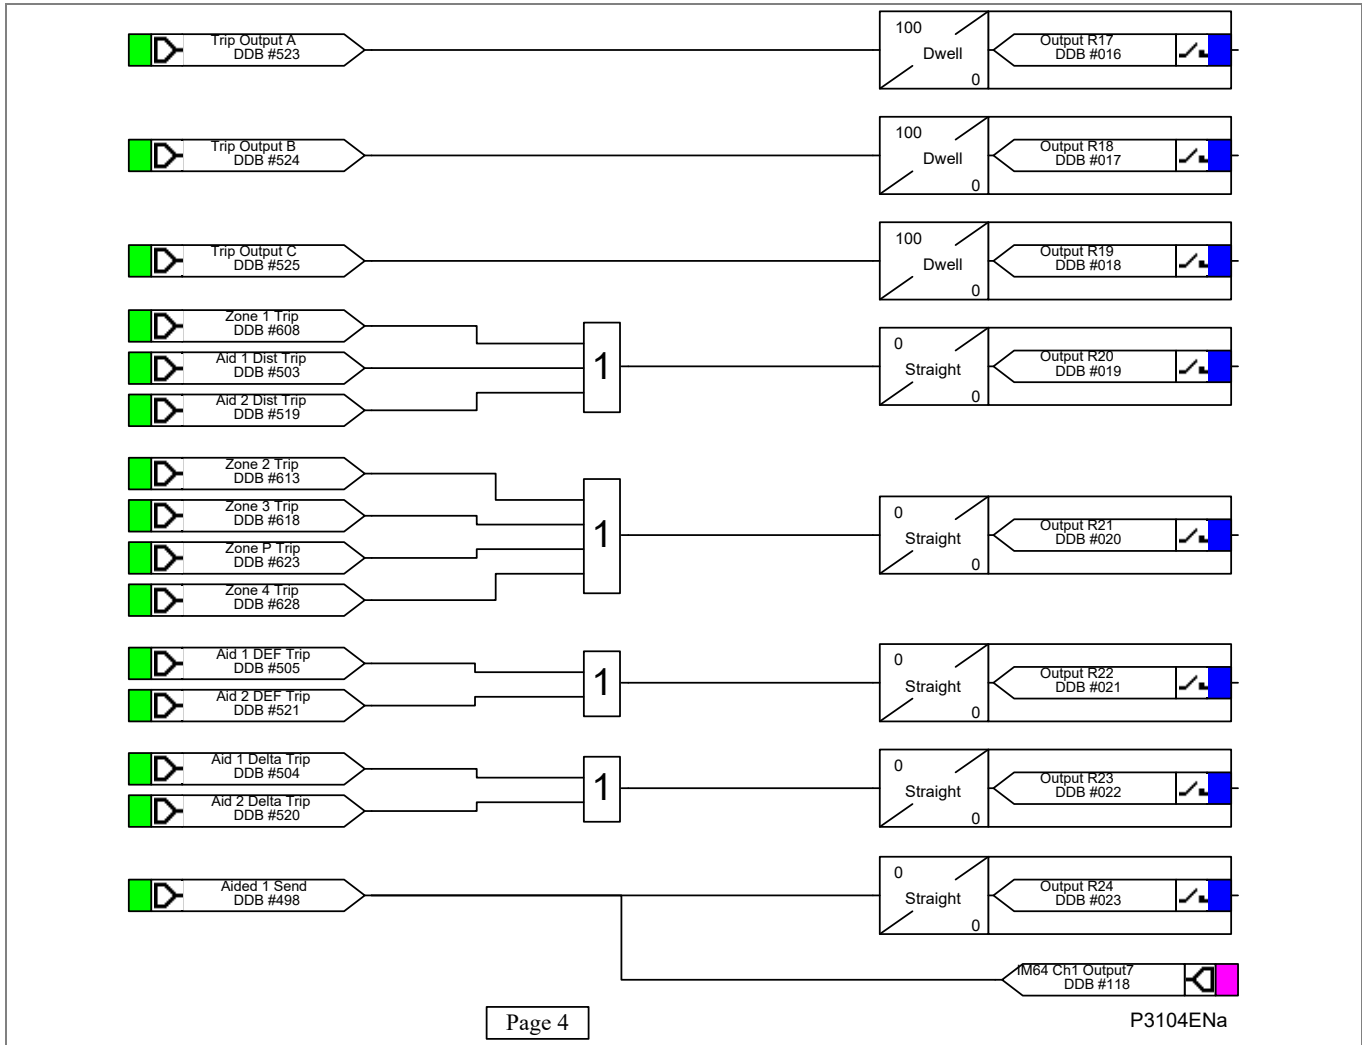 Trip Output A
DDB #523
100
Dwell
0
Output R17
DDB #016
Trip Output B
DDB #524
100
Dwell
0
Output R18
DDB #017
Trip Output C
DDB #525
100
Dwell
0
Output R19
DDB #018
Zone 1 Trip
DDB #608
Aid 1 Dist Trip
DDB #503
Aid 2 Dist Trip
DDB #519
1
0
Straight
0
Output R20
DDB #019
Zone 2 Trip
DDB #613
Zone 3 Trip
DDB #618
Zone P Trip
DDB #623
Zone 4 Trip
DDB #628
1
0
Straight
0
Output R21
DDB #020
Aid 1 DEF Trip
DDB #505
Aid 2 DEF Trip
DDB #521
1
0
Straight
0
Output R22
DDB #021
Aid 1 Delta Trip
DDB #504
Aid 2 Delta Trip
DDB #520
1
0
Straight
0
Output R23
DDB #022
Aided 1 Send
DDB #498
0
Straight
0
Output R24
DDB #023
IM64 Ch1 Output7
DDB #118
Page 4
P3104ENa